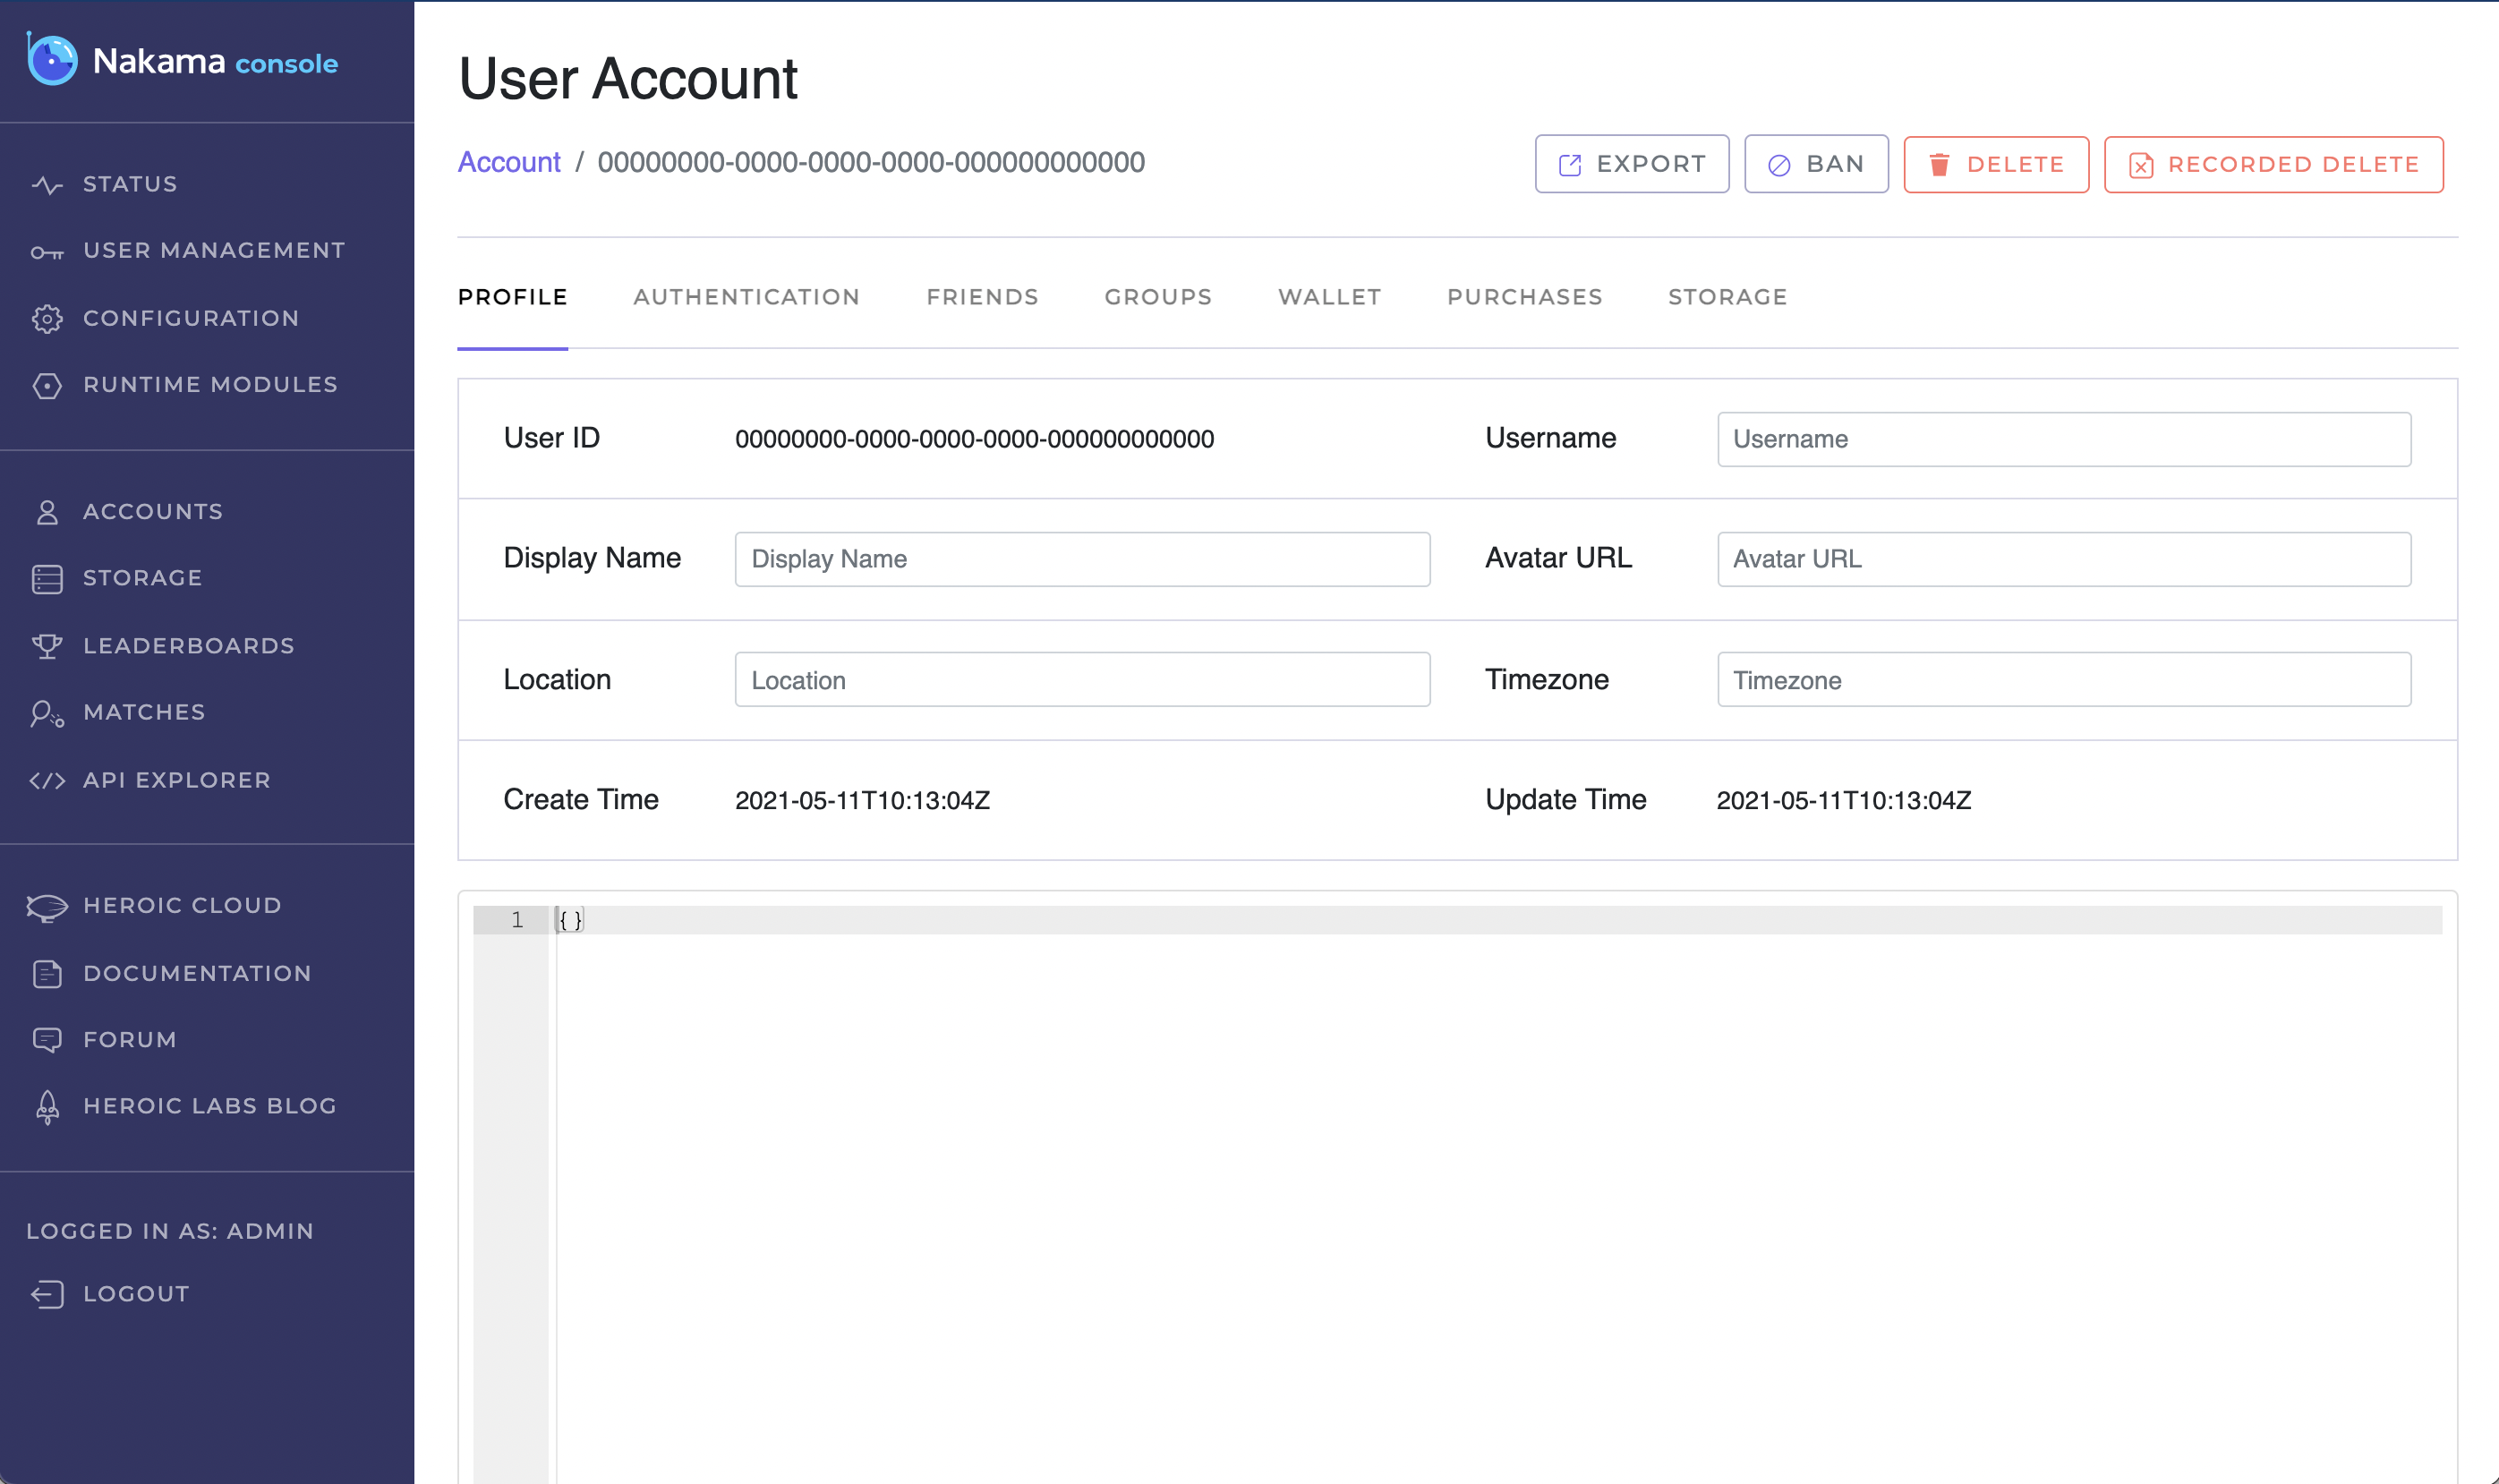 Nakama console
STATUS
USER MANAGEMENT
CONFIGURATION
RUNTIME MODULES
ACCOUNTS
STORAGE
LEADERBOARDS
MATCHES
API EXPLORER
HEROIC CLOUD
DOCUMENTATION
FORUM
HEROIC LABS BLOG
LOGGED IN AS: ADMIN
LOGOUT
User Account
Account / 00000000-0000-0000-0000-000000000000
EXPORT BAN DELETE RECORDED DELETE
PROFILE AUTHENTICATION FRIENDS GROUPS WALLET PURCHASES STORAGE
User ID 00000000-0000-0000-0000-000000000000 Username Username
Display Name Display Name Avatar URL Avatar URL
Location Location Timezone Timezone
Create Time 2021-05-11T10:13:04Z Update Time 2021-05-11T10:13:04Z
1 {}